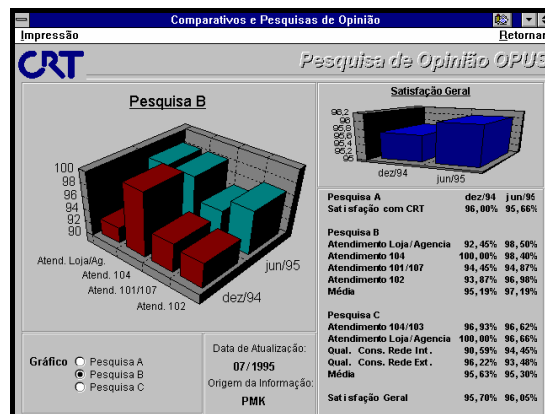 Comparativos e Pesquisas de Opinião
Impressão Retornar
CRT
Pesquisa de Opinião OPUS
Pesquisa B
100
98
96
94
92
90
Atend. Loja/Ag.
Atend. 104
Atend. 101/107
Atend. 102
dez/94
jun/95
Satisfação Geral
96,2
96
95,8
95,6
95,4
95,2
95
dez/94
jun/95
Pesquisa A dez/94 jun/95
Satisfação com CRT 96,00% 95,66%
Pesquisa B
Atendimento Loja/Agencia 92,45% 98,50%
Atendimento 104 100,00% 98,40%
Atendimento 101/107 94,45% 94,87%
Atendimento 102 93,87% 96,98%
Média 95,19% 97,19%
Pesquisa C
Atendimento 104/103 96,93% 96,62%
Atendimento Loja/Agencia 100,00% 96,66%
Qual. Cons. Rede Int. 90,59% 94,45%
Qual. Cons. Rede Ext. 96,22% 93,48%
Média 95,63% 95,30%
Satisfação Geral 95,70% 96,05%
Gráfico
Pesquisa A
Pesquisa B
Pesquisa C
Data de Atualização:
07/1995
Origem da Informação:
PMK